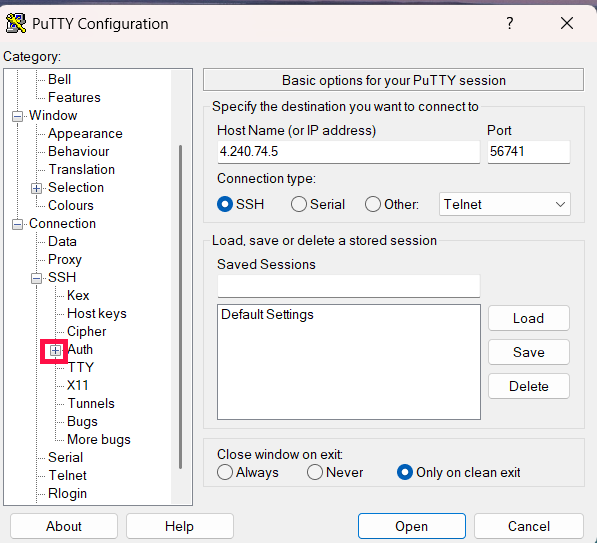 PuTTY Configuration
?
Category:
Bell
Features
Window
Appearance
Behaviour
Translation
Selection
Colours
Connection
Data
Proxy
SSH
Kex
Host keys
Cipher
Auth
TTY
X11
Tunnels
Bugs
More bugs
Serial
Telnet
Rlogin
Basic options for your PuTTY session
Specify the destination you want to connect to
Host Name (or IP address) Port
4.240.74.5 56741
Connection type:
SSH Serial Other: Telnet
Load, save or delete a stored session
Saved Sessions
Default Settings
Load
Save
Delete
Close window on exit:
Always Never Only on clean exit
About Help Open Cancel